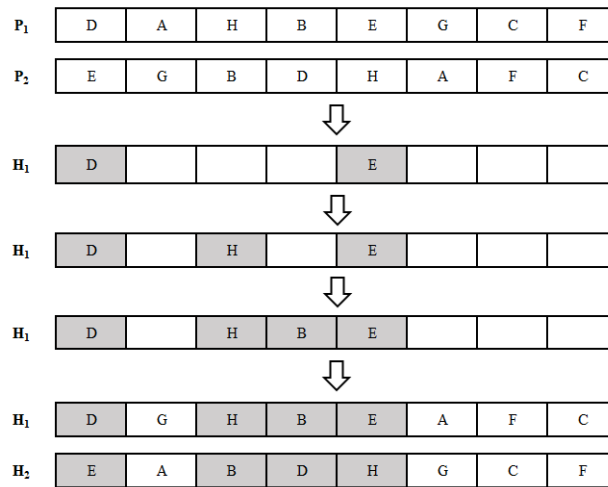 P₁ D A H B E G C F
P₂ E G B D H A F C
H₁ D E
H₁ D H E
H₁ D H B E
H₁ D G H B E A F C
H₂ E A B D H G C F